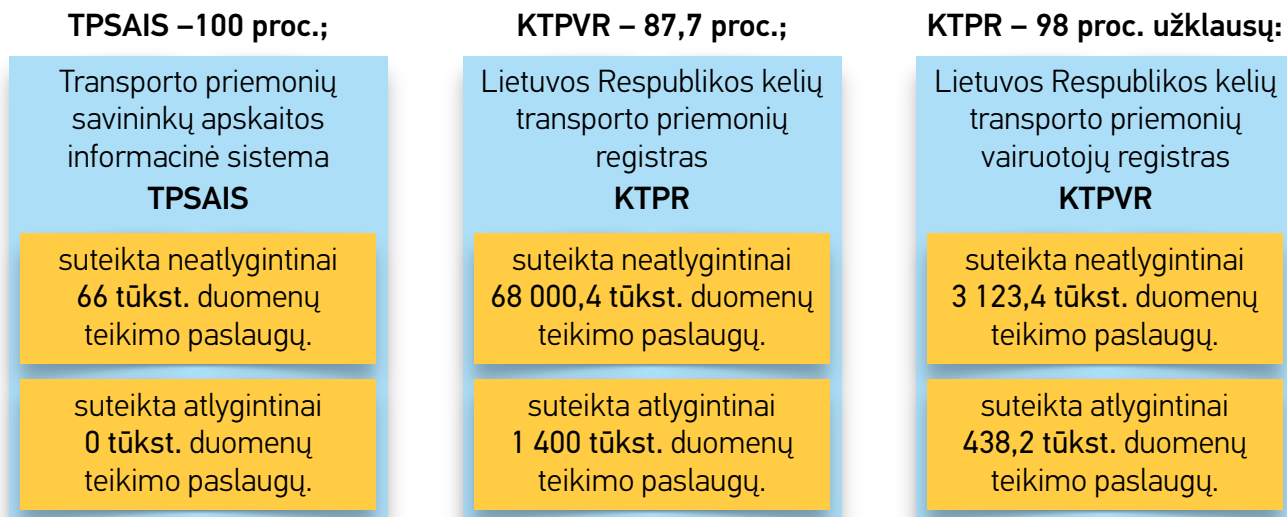 TPSAIS –100 proc.;
KTPVR – 87,7 proc.;
KTPR – 98 proc. užklausų:
Transporto priemonių
savininkų apskaitos
informacinė sistema
TPSAIS
suteikta neatlygintinai
66 tūkst. duomenų
teikimo paslaugų.
suteikta atlygintinai
0 tūkst. duomenų
teikimo paslaugų.
Lietuvos Respublikos kelių
transporto priemonių
registras
KTPR
suteikta neatlygintinai
68 000,4 tūkst. duomenų
teikimo paslaugų.
suteikta atlygintinai
1 400 tūkst. duomenų
teikimo paslaugų.
Lietuvos Respublikos kelių
transporto priemonių
vairuotojų registras
KTPVR
suteikta neatlygintinai
3 123,4 tūkst. duomenų
teikimo paslaugų.
suteikta atlygintinai
438,2 tūkst. duomenų
teikimo paslaugų.